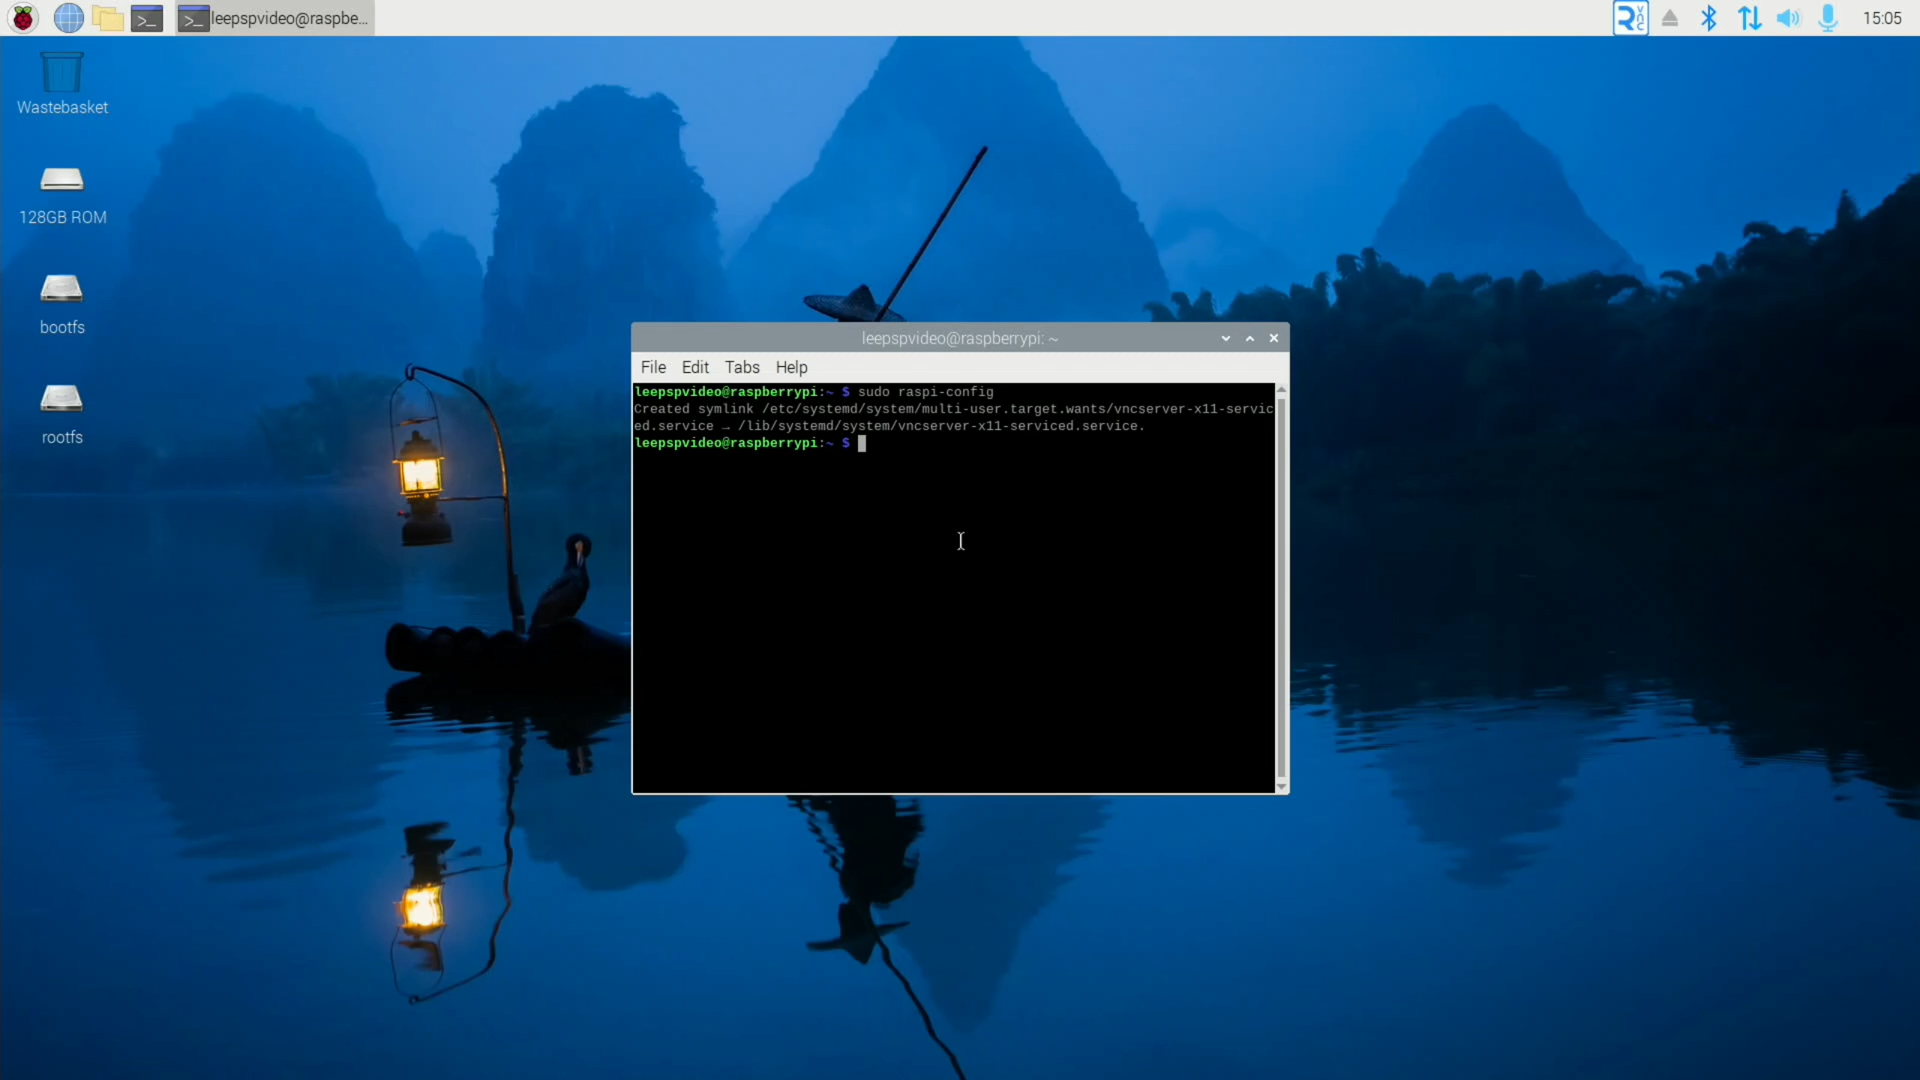 leepspvideo@raspbe...
15:05
Wastebasket
128GB ROM
bootfs
rootfs
leepspvideo@raspberrypi: ~
File Edit Tabs Help
leepspvideo@raspberrypi:~ $ sudo raspi-config
Created symlink /etc/systemd/system/multi-user.target.wants/vncserver-x11-servic
ed.service → /lib/systemd/system/vncserver-x11-serviced.service.
leepspvideo@raspberrypi:~ $